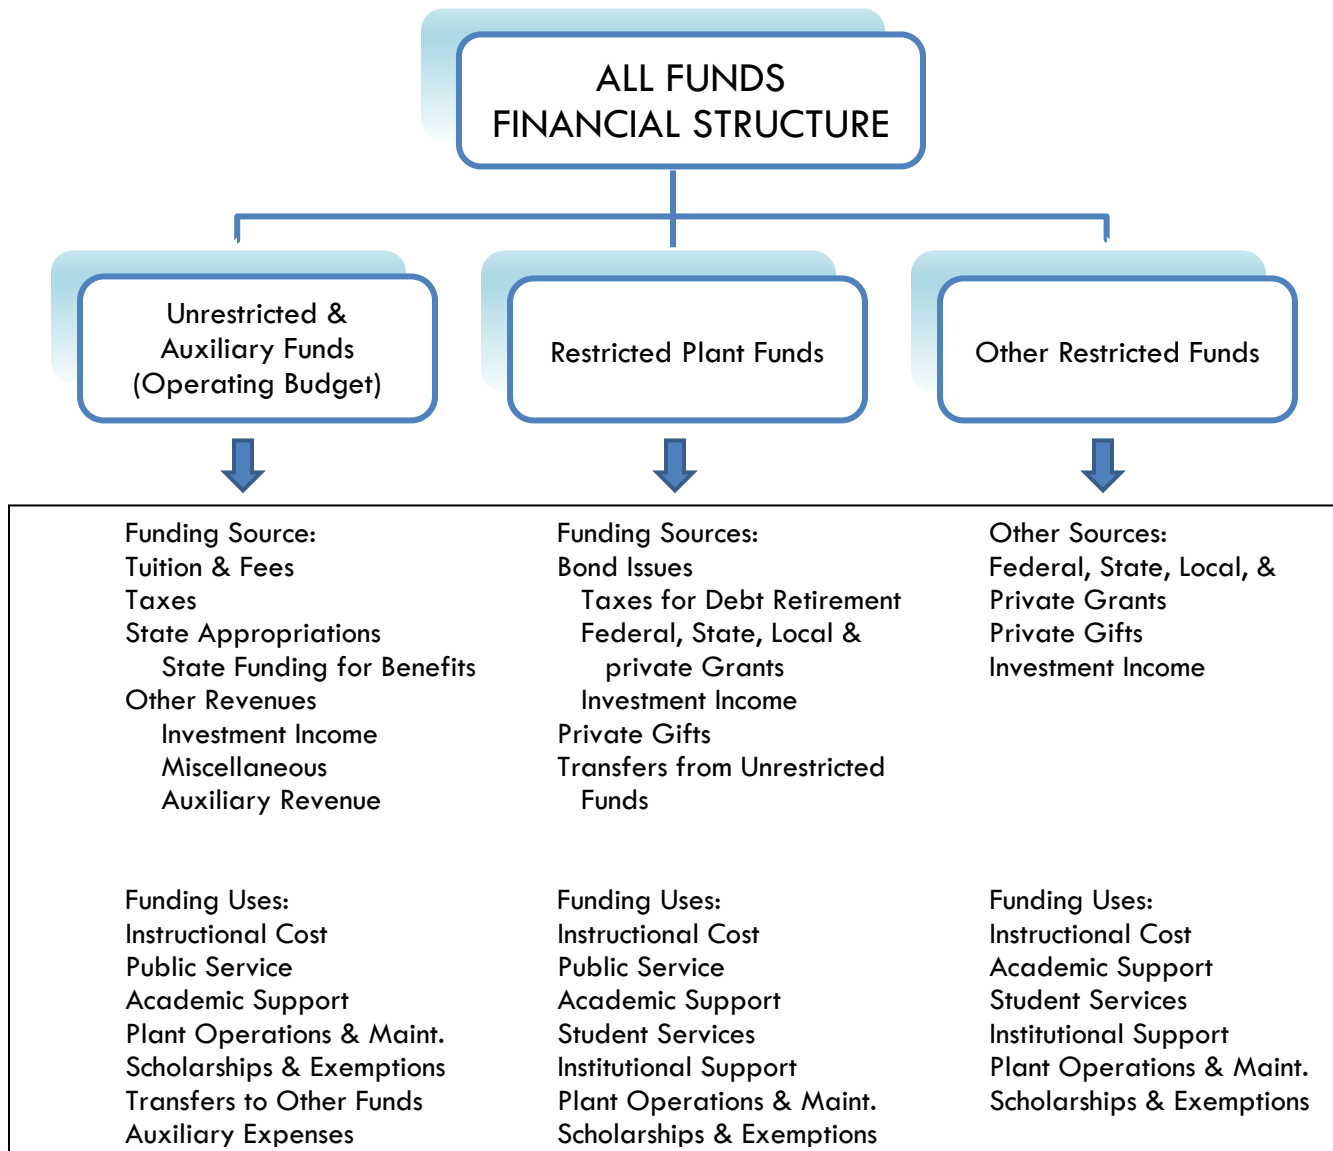 ALL FUNDS
FINANCIAL STRUCTURE
Unrestricted &
Auxiliary Funds
(Operating Budget)
Restricted Plant Funds
Other Restricted Funds
Funding Source:
Tuition & Fees
Taxes
State Appropriations
State Funding for Benefits
Other Revenues
Investment Income
Miscellaneous
Auxiliary Revenue
Funding Uses:
Instructional Cost
Public Service
Academic Support
Plant Operations & Maint.
Scholarships & Exemptions
Transfers to Other Funds
Auxiliary Expenses
Funding Sources:
Bond Issues
Taxes for Debt Retirement
Federal, State, Local &
private Grants
Investment Income
Private Gifts
Transfers from Unrestricted
Funds
Funding Uses:
Instructional Cost
Public Service
Academic Support
Student Services
Institutional Support
Plant Operations & Maint.
Scholarships & Exemptions
Other Sources:
Federal, State, Local, &
Private Grants
Private Gifts
Investment Income
Funding Uses:
Instructional Cost
Academic Support
Student Services
Institutional Support
Plant Operations & Maint.
Scholarships & Exemptions